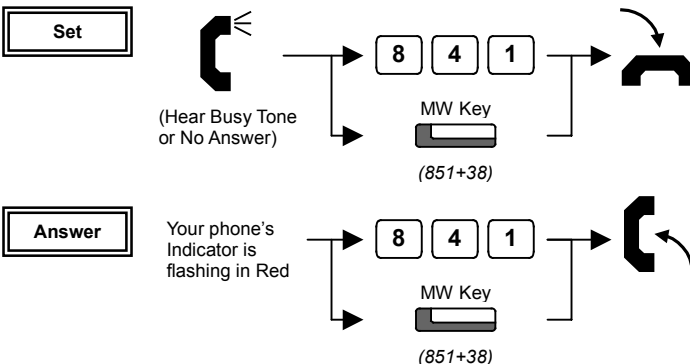 Set
(Hear Busy Tone
or No Answer)
8 4 1
MW Key
(851+38)
Answer
Your phone's
Indicator is
flashing in Red
8 4 1
MW Key
(851+38)